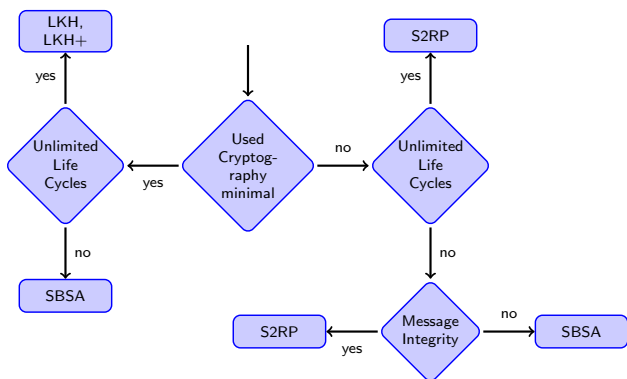 LKH,
LKH+
S2RP
yes
yes
Unlimited
Life
Cycles
yes
Used
Cryptog-
raphy
minimal
no
Unlimited
Life
Cycles
no
no
SBSA
S2RP
yes
Message
Integrity
no
SBSA